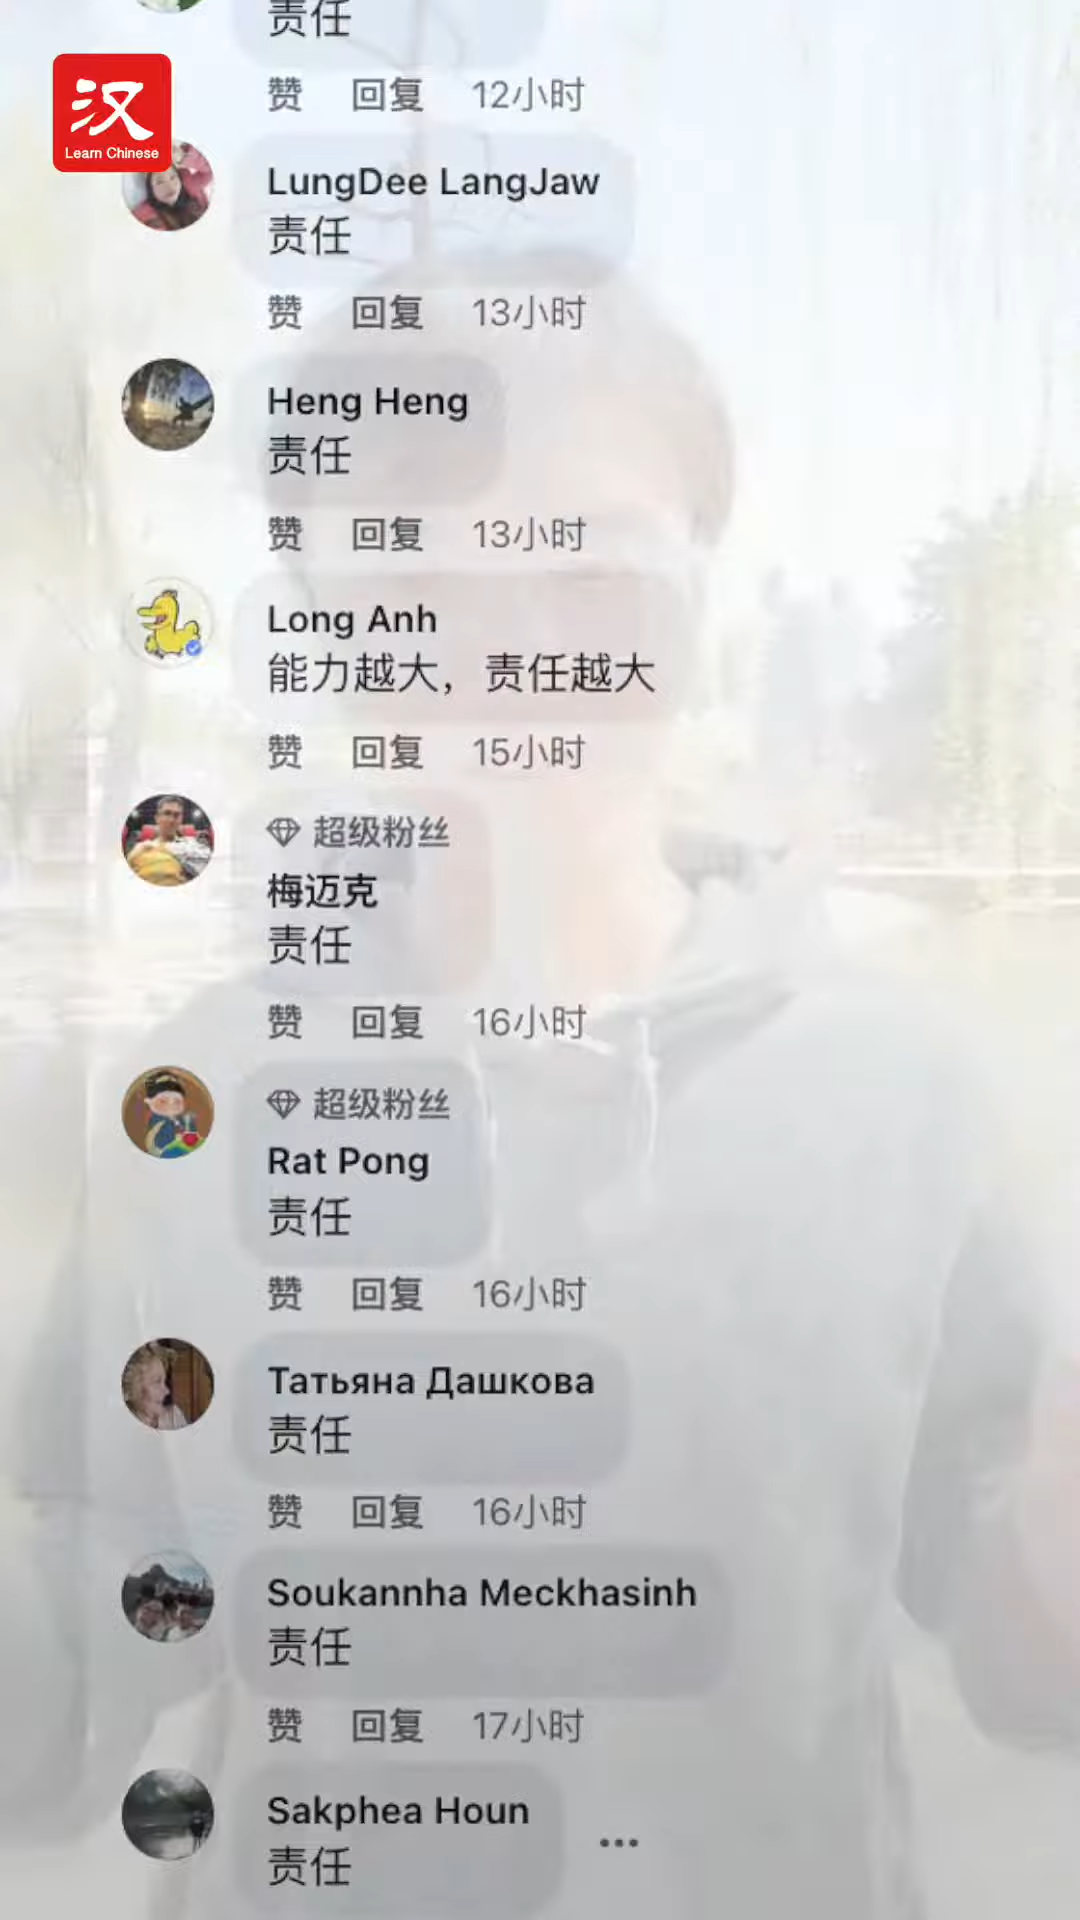 责任
赞 回复 12小时
汉
Learn Chinese
LungDee LangJaw
责任
赞 回复 13小时
Heng Heng
责任
赞 回复 13小时
Long Anh
能力越大，责任越大
赞 回复 15小时
超级粉丝
梅迈克
责任
赞 回复 16小时
超级粉丝
Rat Pong
责任
赞 回复 16小时
Татьяна Дашкова
责任
赞 回复 16小时
Soukannha Meckhasinh
责任
赞 回复 17小时
Sakphea Houn
责任